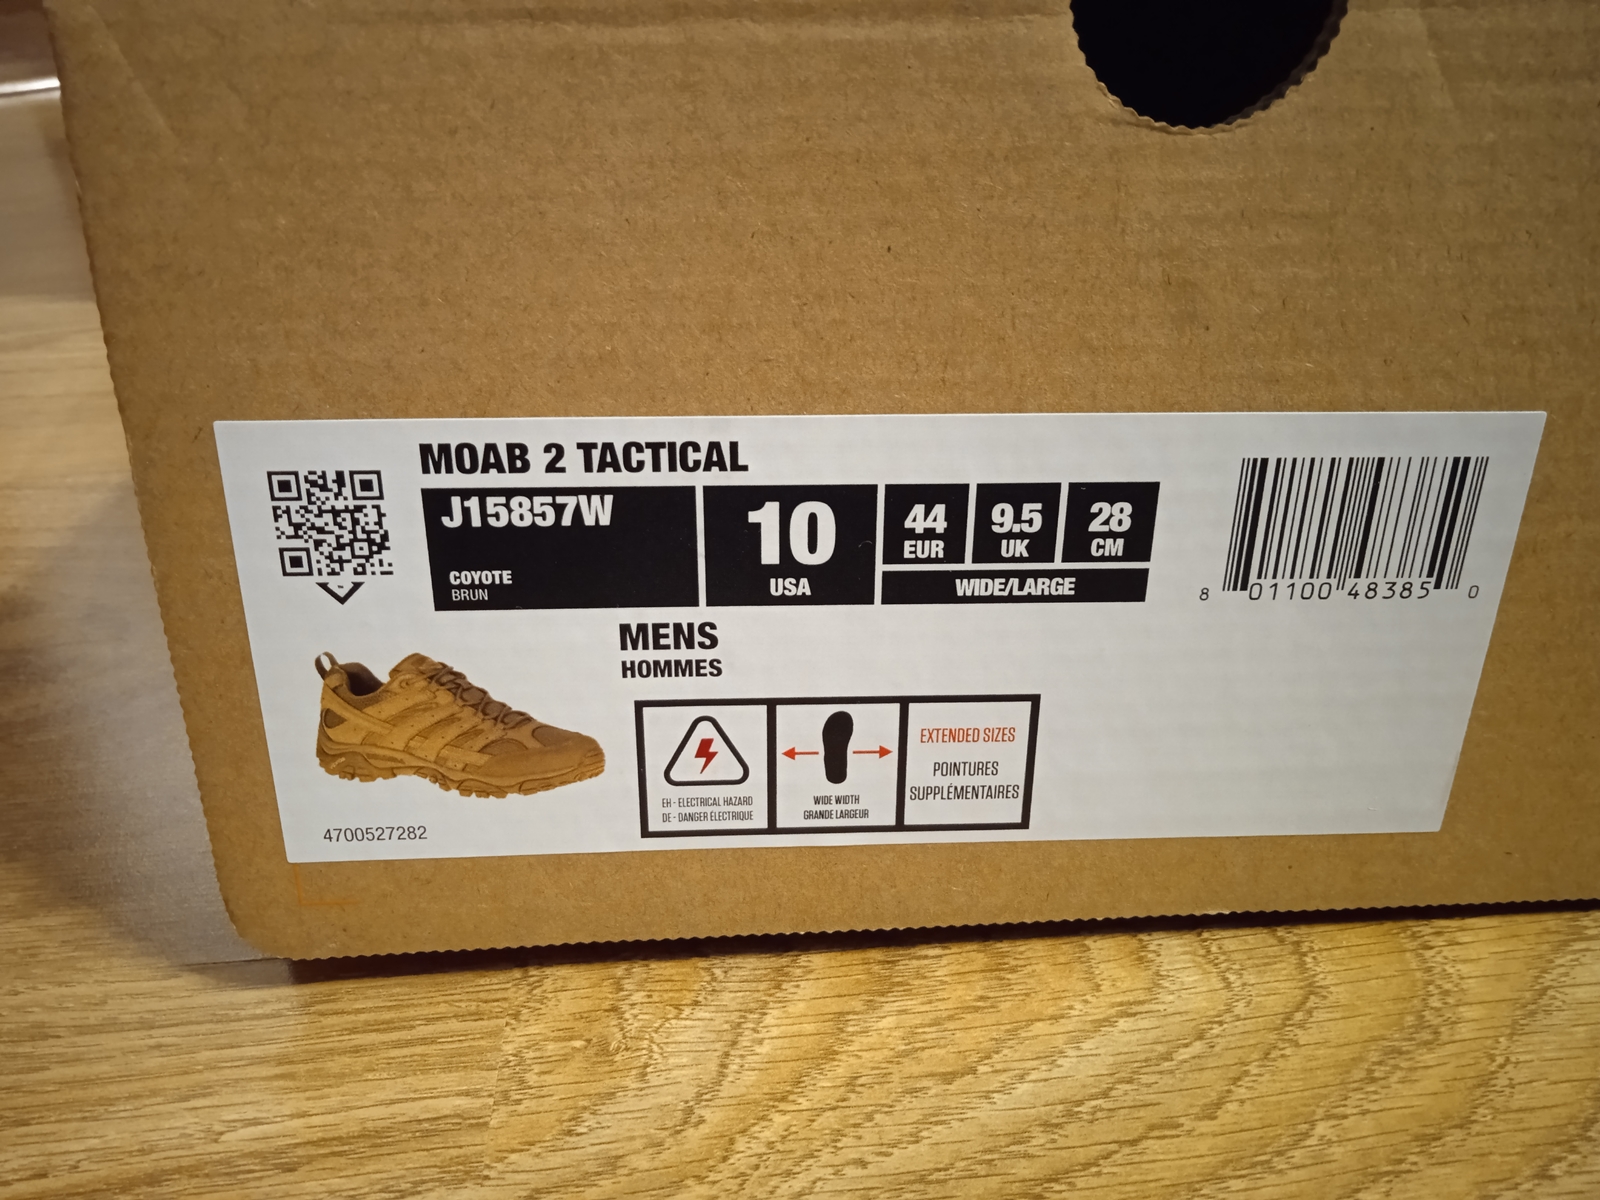 MOAB 2 TACTICAL
J15857W
COYOTE
BRUN
10
USA
44
EUR
9.5
UK
28
CM
WIDE/LARGE
8 01100 48385 0
MENS
HOMMES
EH - ELECTRICAL HAZARD
DE - DANGER ÉLECTRIQUE
WIDE WIDTH
GRANDE LARGEUR
EXTENDED SIZES
POINTURES
SUPPLÉMENTAIRES
4700527282